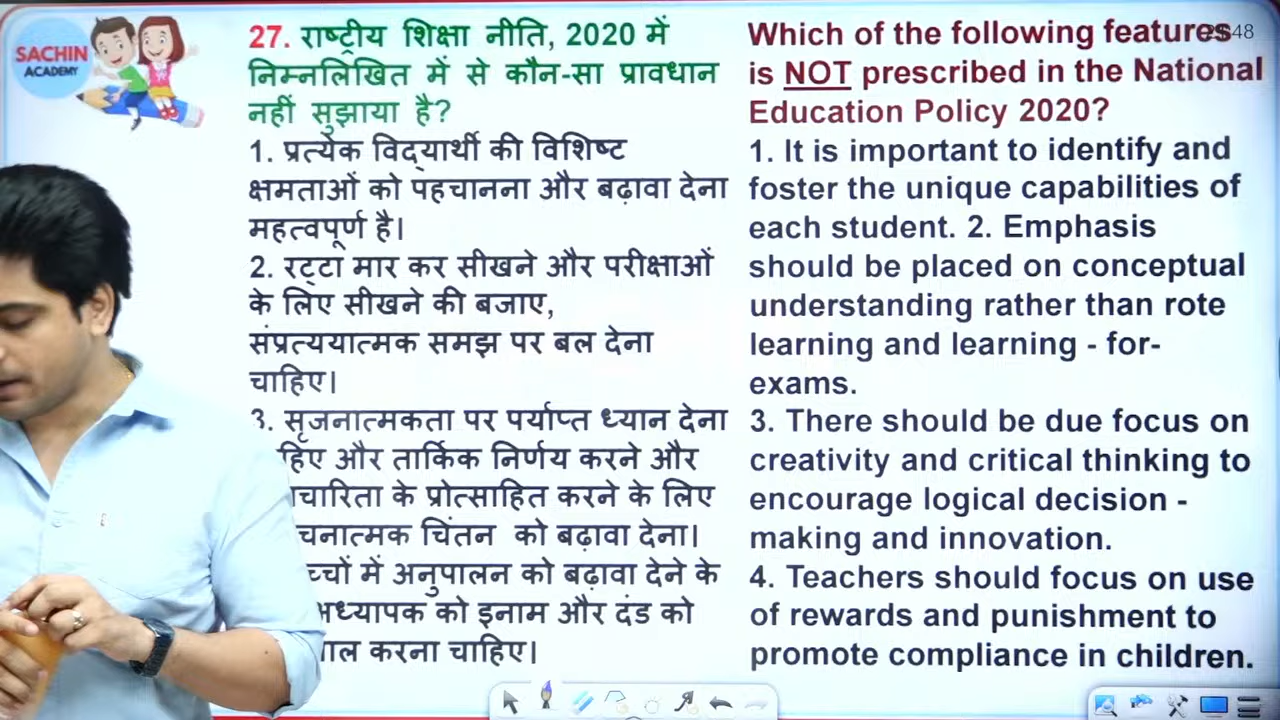 SACHIN
ACADEMY
27. राष्ट्रीय शिक्षा नीति, 2020 में
निम्नलिखित में से कौन-सा प्रावधान
नहीं सुझाया है?
1. प्रत्येक विद्यार्थी की विशिष्ट
क्षमताओं को पहचानना और बढ़ावा देना
महत्वपूर्ण है।
2. रट्टा मार कर सीखने और परीक्षाओं
के लिए सीखने की बजाए,
संप्रत्ययात्मक समझ पर बल देना
चाहिए।
3. सृजनात्मकता पर पर्याप्त ध्यान देना
और तार्किक निर्णय करने और
के प्रोत्साहित करने के लिए
चिंतन को बढ़ावा देना।
में अनुपालन को बढ़ावा देने के
को इनाम और दंड को
करना चाहिए।
Which of the following features
is NOT prescribed in the National
Education Policy 2020?
1. It is important to identify and
foster the unique capabilities of
each student. 2. Emphasis
should be placed on conceptual
understanding rather than rote
learning and learning - for-
exams.
3. There should be due focus on
creativity and critical thinking to
encourage logical decision -
making and innovation.
4. Teachers should focus on use
of rewards and punishment to
promote compliance in children.